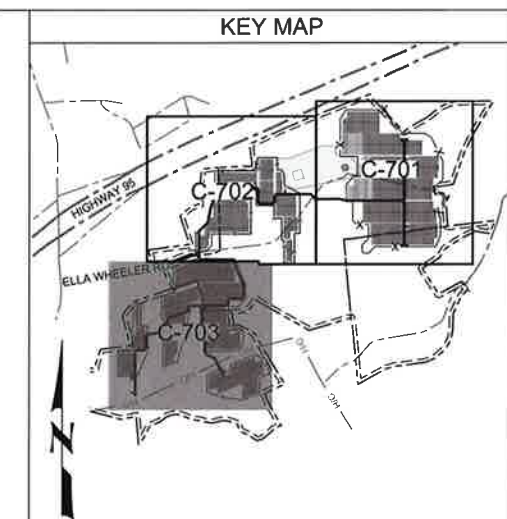 KEY MAP
C-701
C-702
HIGHWAY 95
ELLA WHEELER
C-703
N